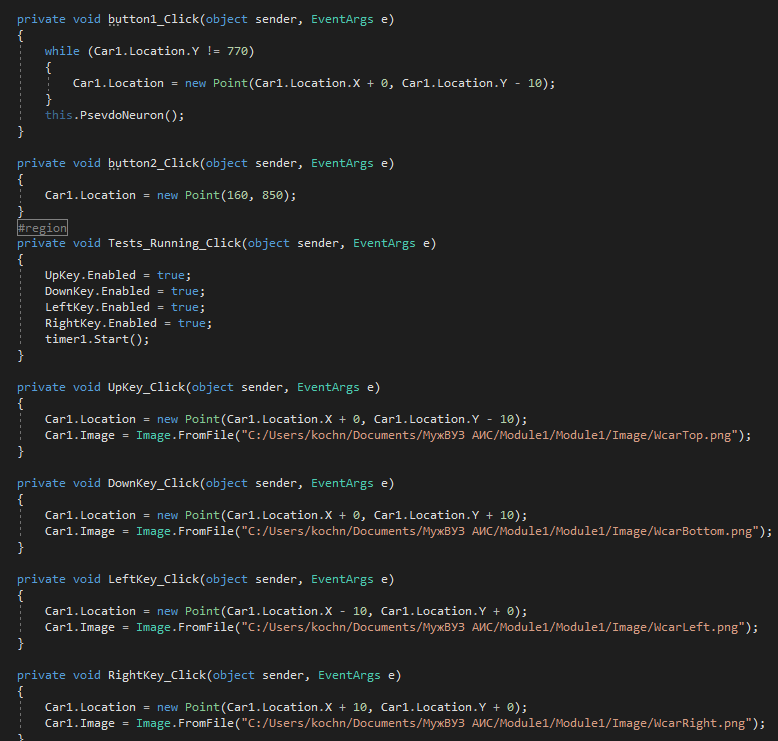 private void button1_Click(object sender, EventArgs e)
{
while (Car1.Location.Y != 770)
{
Car1.Location = new Point(Car1.Location.X + 0, Car1.Location.Y - 10);
}
this.PsevdoNeuron();
}
private void button2_Click(object sender, EventArgs e)
{
Car1.Location = new Point(160, 850);
}
#region
private void Tests_Running_Click(object sender, EventArgs e)
{
UpKey.Enabled = true;
DownKey.Enabled = true;
LeftKey.Enabled = true;
RightKey.Enabled = true;
timer1.Start();
}
private void UpKey_Click(object sender, EventArgs e)
{
Car1.Location = new Point(Car1.Location.X + 0, Car1.Location.Y - 10);
Car1.Image = Image.FromFile("C:/Users/kochn/Documents/МужВУЗ АИС/Module1/Module1/Image/WcarTop.png");
}
private void DownKey_Click(object sender, EventArgs e)
{
Car1.Location = new Point(Car1.Location.X + 0, Car1.Location.Y + 10);
Car1.Image = Image.FromFile("C:/Users/kochn/Documents/МужВУЗ АИС/Module1/Module1/Image/WcarBottom.png");
}
private void LeftKey_Click(object sender, EventArgs e)
{
Car1.Location = new Point(Car1.Location.X - 10, Car1.Location.Y + 0);
Car1.Image = Image.FromFile("C:/Users/kochn/Documents/МужВУЗ АИС/Module1/Module1/Image/WcarLeft.png");
}
private void RightKey_Click(object sender, EventArgs e)
{
Car1.Location = new Point(Car1.Location.X + 10, Car1.Location.Y + 0);
Car1.Image = Image.FromFile("C:/Users/kochn/Documents/МужВУЗ АИС/Module1/Module1/Image/WcarRight.png");
}